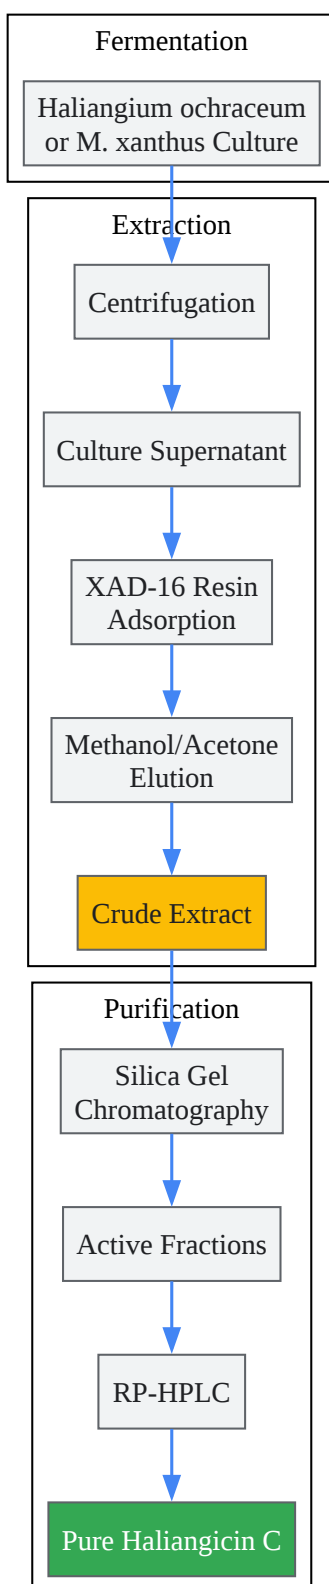 Fermentation
Haliangium ochraceum
or M. xanthus Culture
Extraction
Centrifugation
Culture Supernatant
XAD-16 Resin
Adsorption
Methanol/Acetone
Elution
Crude Extract
Purification
Silica Gel
Chromatography
Active Fractions
RP-HPLC
Pure Haliangicin C